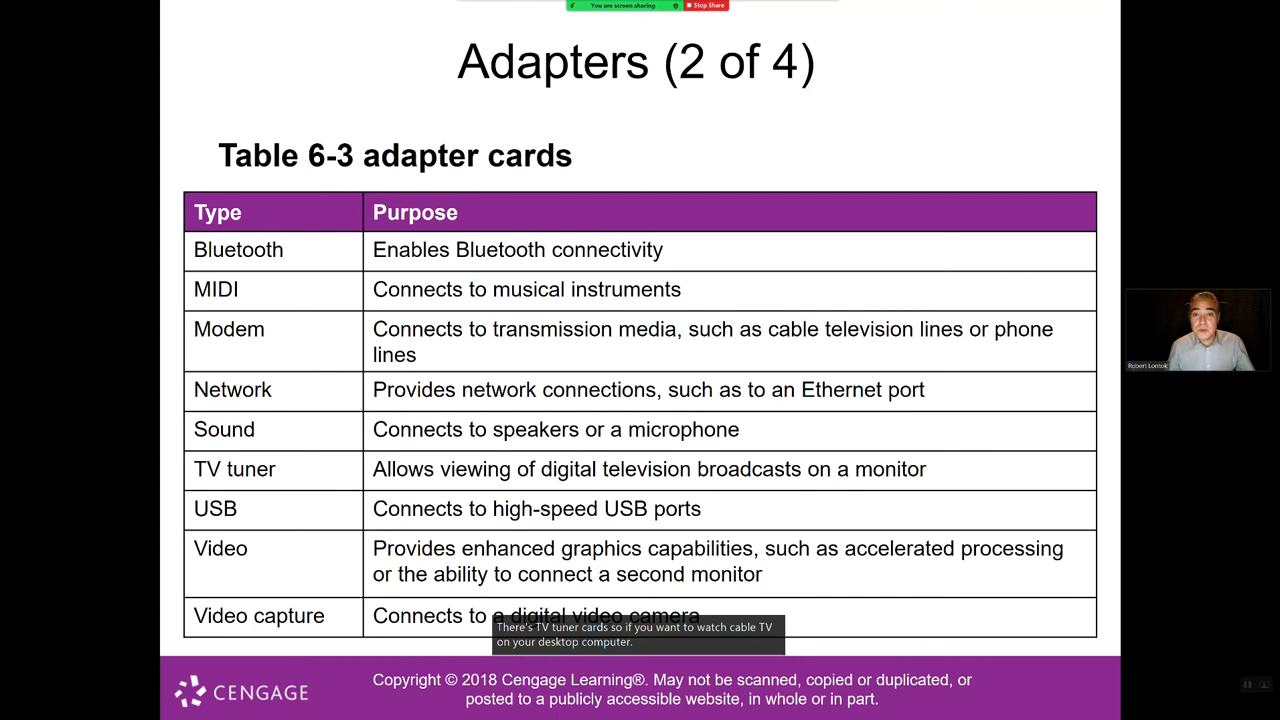 You are screen sharing
Stop Share
Adapters (2 of 4)
Table 6-3 adapter cards
Type Purpose
Bluetooth Enables Bluetooth connectivity
MIDI Connects to musical instruments
Modem Connects to transmission media, such as cable television lines or phone
lines
Network Provides network connections, such as to an Ethernet port
Sound Connects to speakers or a microphone
TV tuner Allows viewing of digital television broadcasts on a monitor
USB Connects to high-speed USB ports
Video Provides enhanced graphics capabilities, such as accelerated processing
or the ability to connect a second monitor
Video capture Connects to a digital video camera
There's TV tuner cards so if you want to watch cable TV
on your desktop computer.
Robert Lontok
CENGAGE
Copyright © 2018 Cengage Learning®. May not be scanned, copied or duplicated, or
posted to a publicly accessible website, in whole or in part.